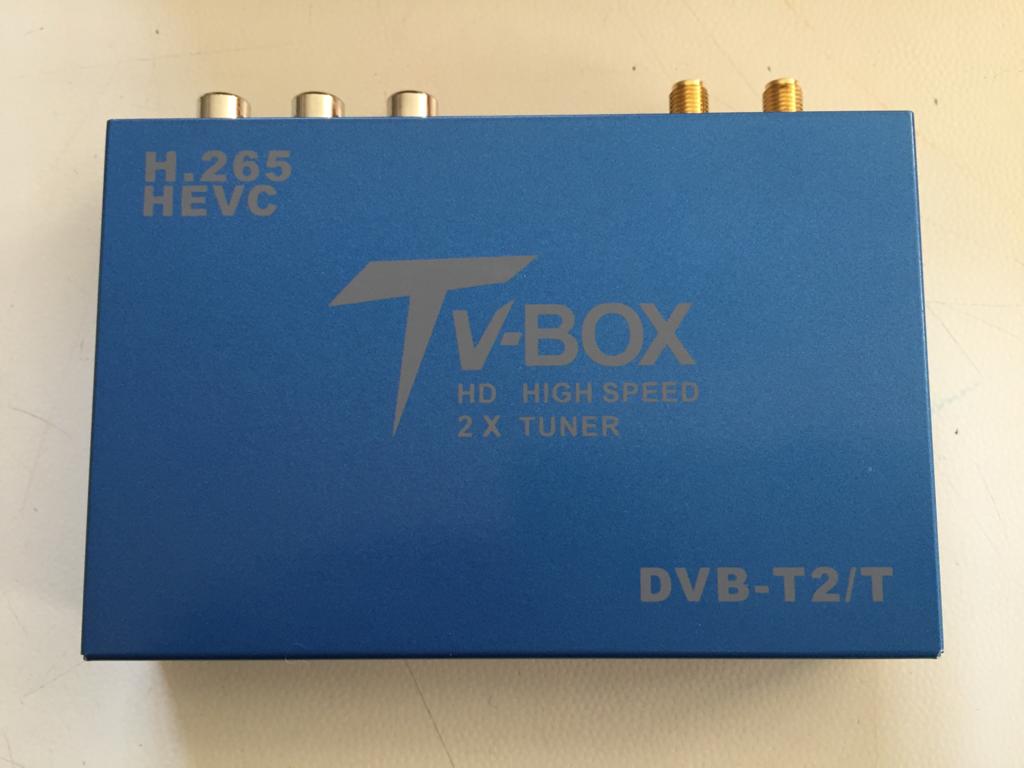 H.265
HEVC
TV-BOX
HD HIGH SPEED
2 X TUNER
DVB-T2/T